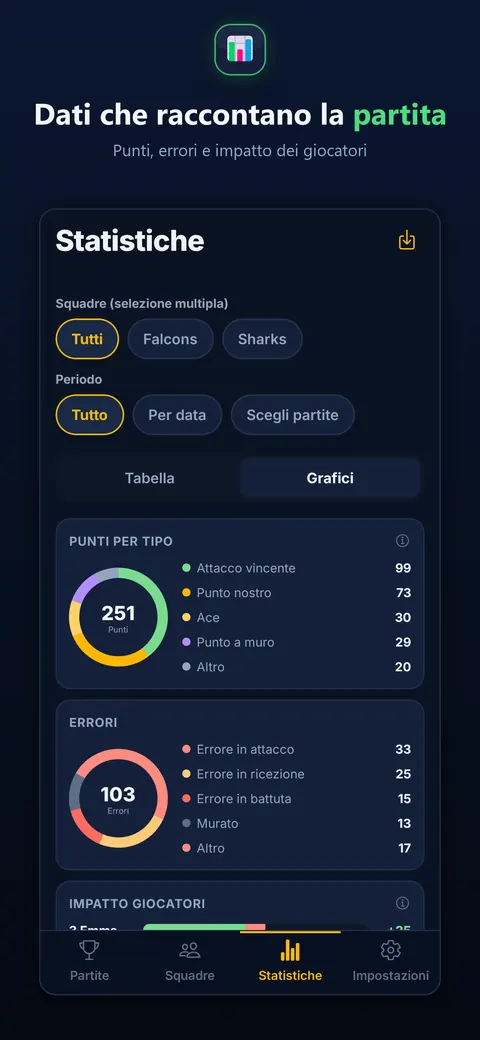 Dati che raccontano la partita
Punti, errori e impatto dei giocatori
Statistiche
Squadre (selezione multipla)
Tutti Falcons Sharks
Periodo
Tutto Per data Scegli partite
Tabella Grafici
PUNTI PER TIPO
251
Punti
Attacco vincente 99
Punto nostro 73
Ace 30
Punto a muro 29
Altro 20
ERRORI
103
Errori
Errore in attacco 33
Errore in ricezione 25
Errore in battuta 15
Murato 13
Altro 17
IMPATTO GIOCATORI
Partite Squadre Statistiche Impostazioni